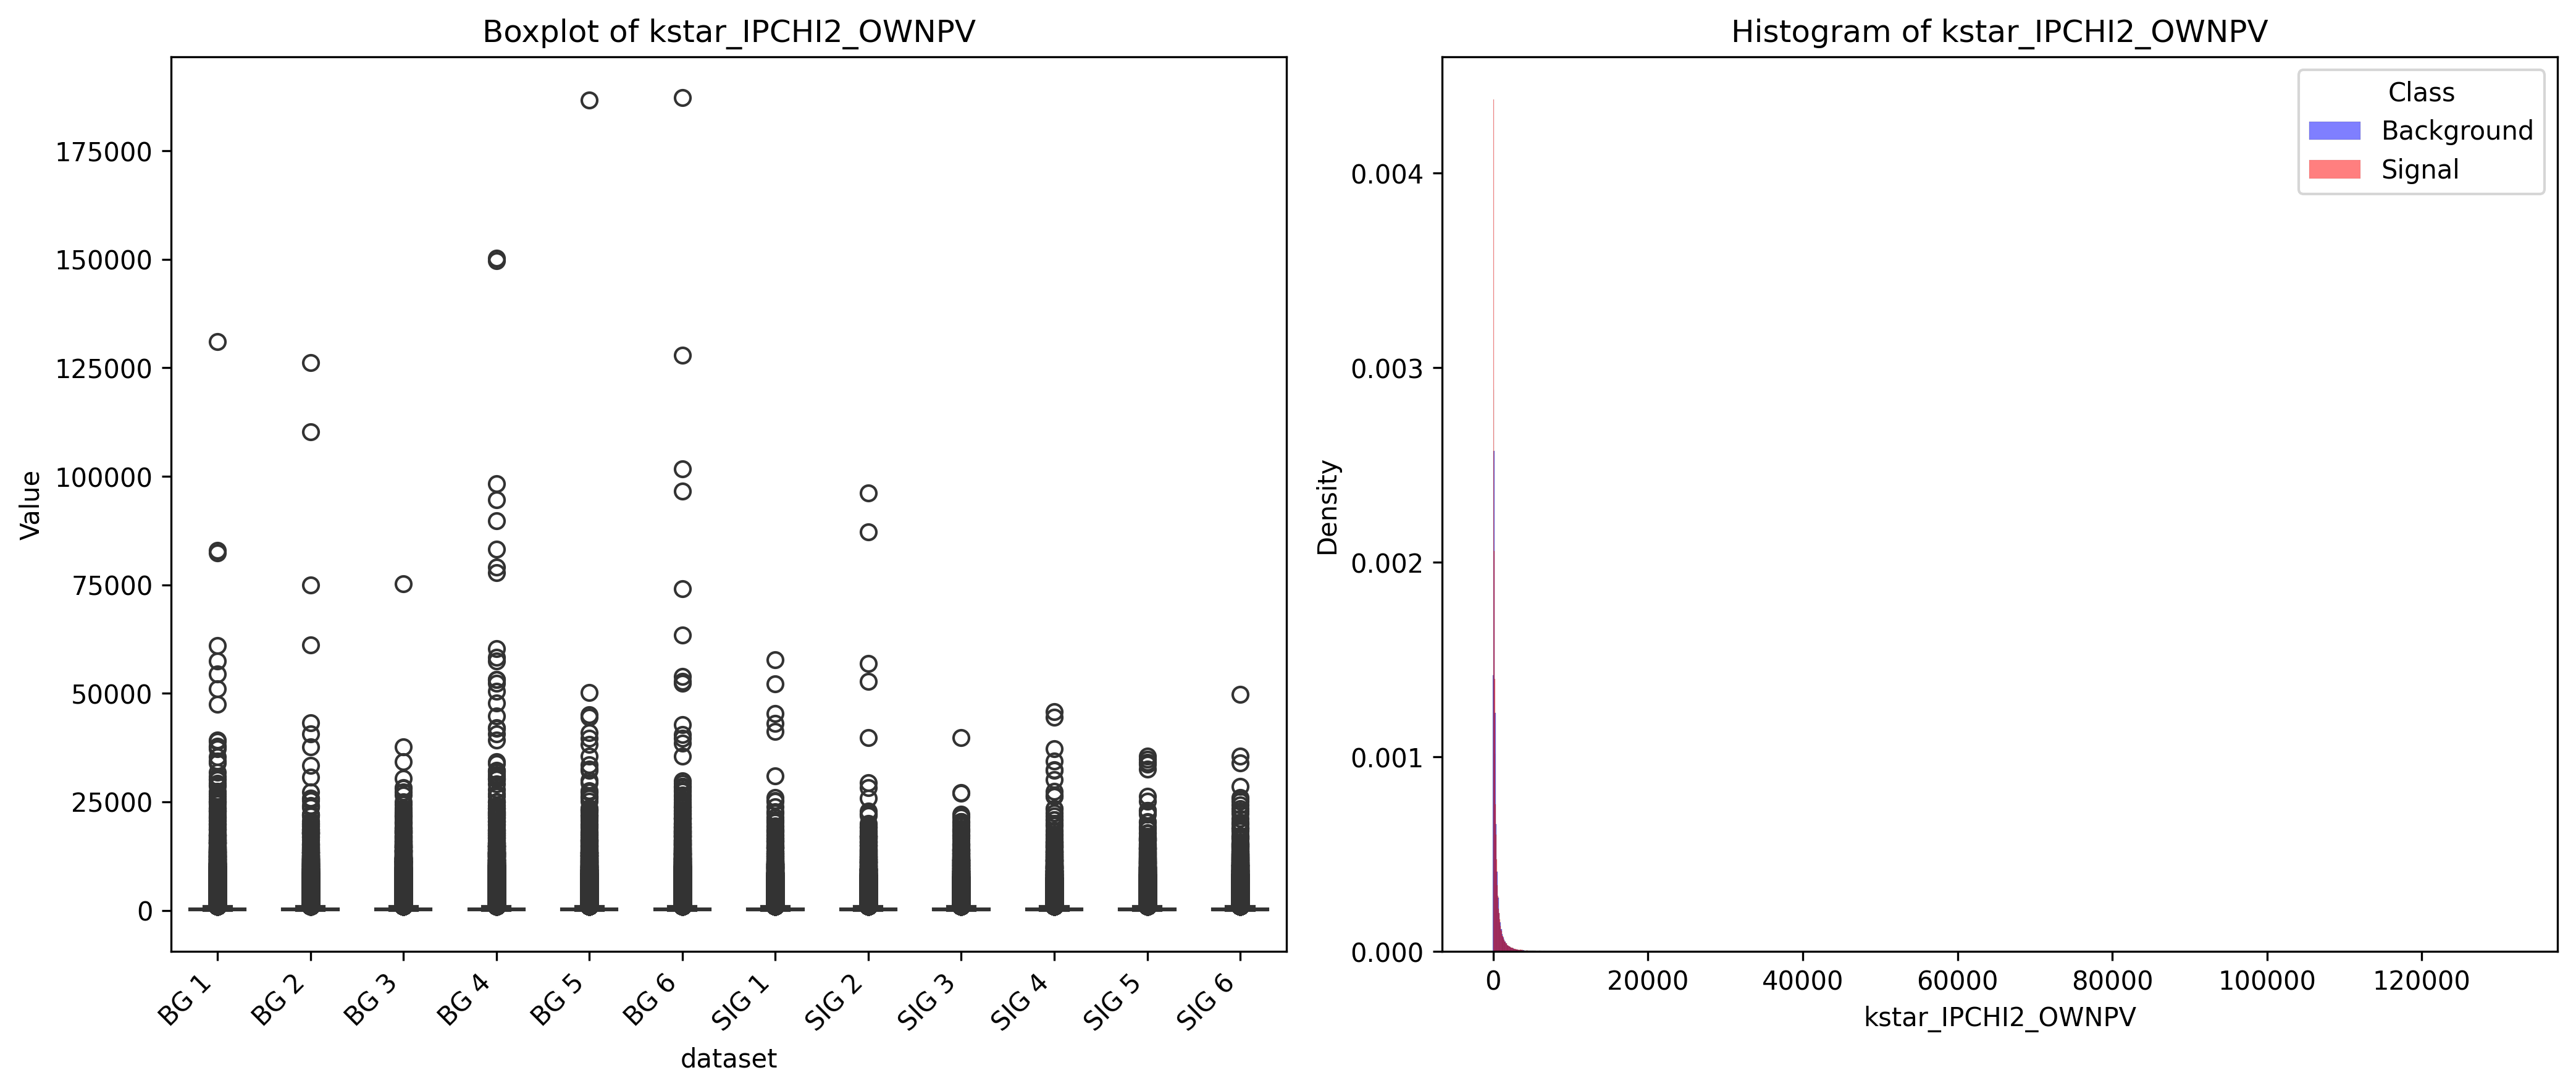 Boxplot of kstar_IPCHI2_OWNPV
Value
175000
150000
125000
100000
75000
50000
25000
0
BG 1
BG 2
BG 3
BG 4
BG 5
BG 6
SIG 1
SIG 2
SIG 3
SIG 4
SIG 5
SIG 6
dataset
Histogram of kstar_IPCHI2_OWNPV
Class
Background
Signal
Density
0.004
0.003
0.002
0.001
0.000
0
20000
40000
60000
80000
100000
120000
kstar_IPCHI2_OWNPV